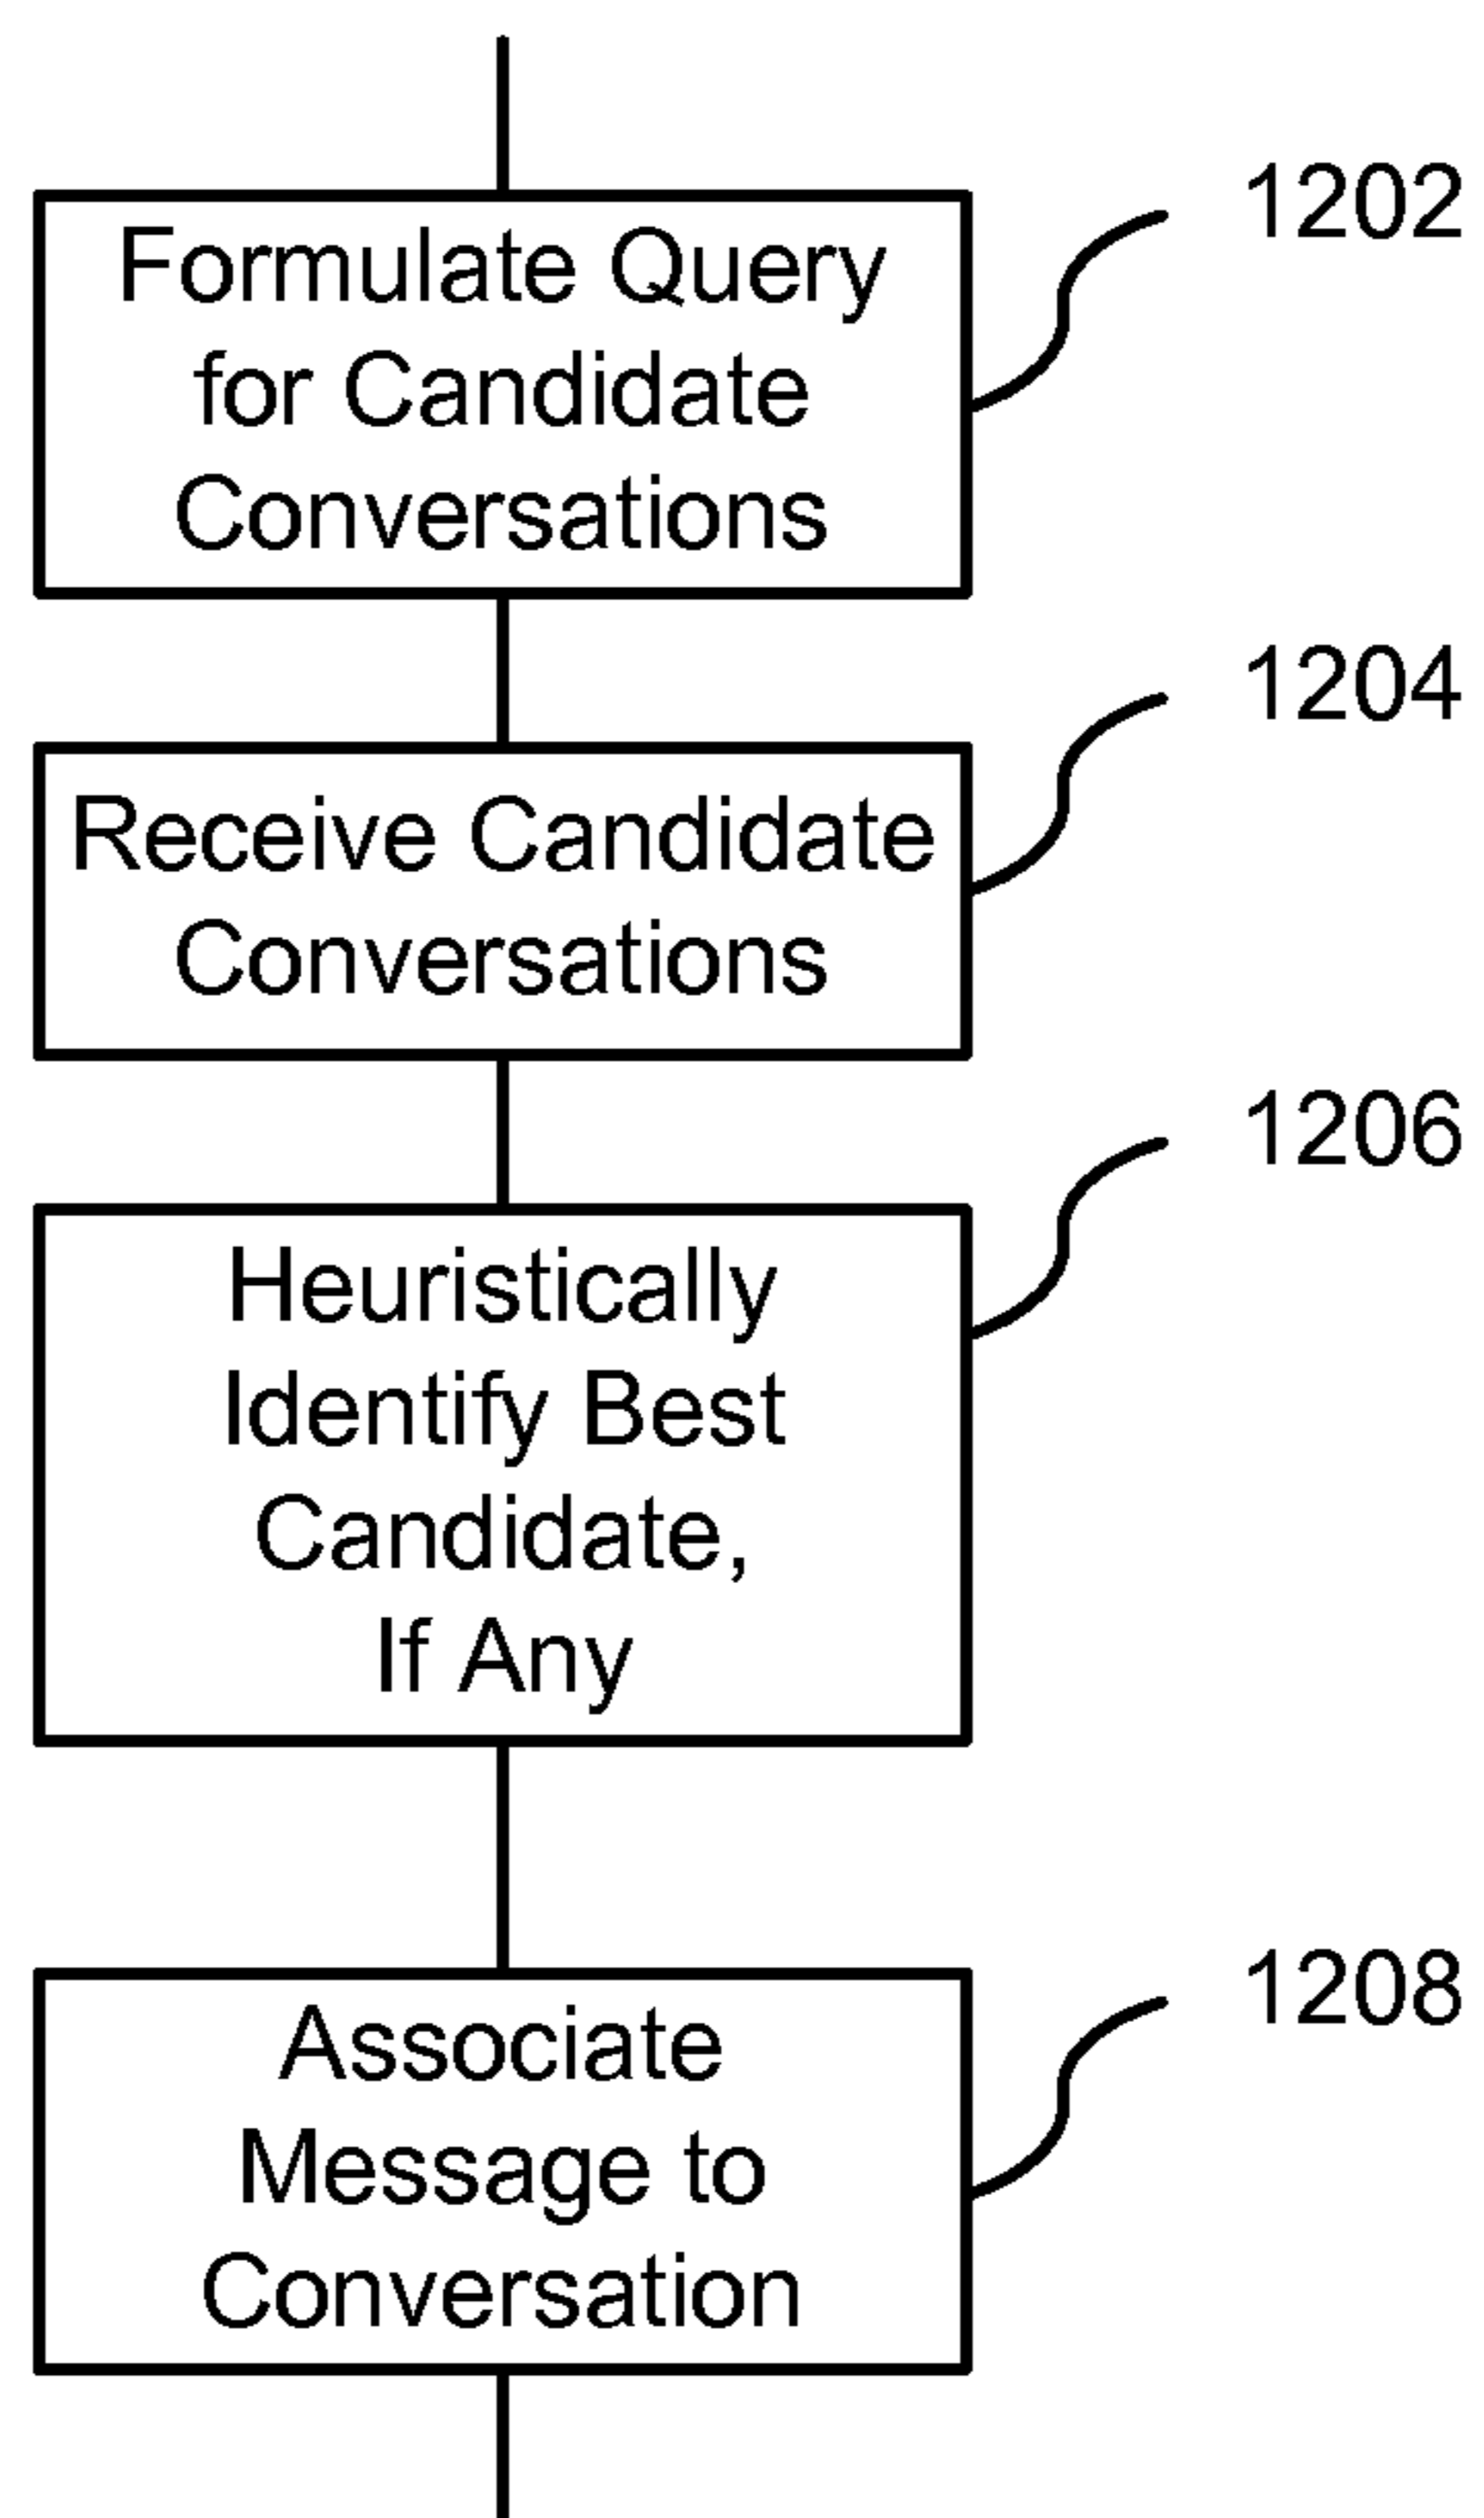 1202
Formulate Query
for Candidate
Conversations
1204
Receive Candidate
Conversations
1206
Heuristically
Identify Best
Candidate,
If Any
1208
Associate
Message to
Conversation